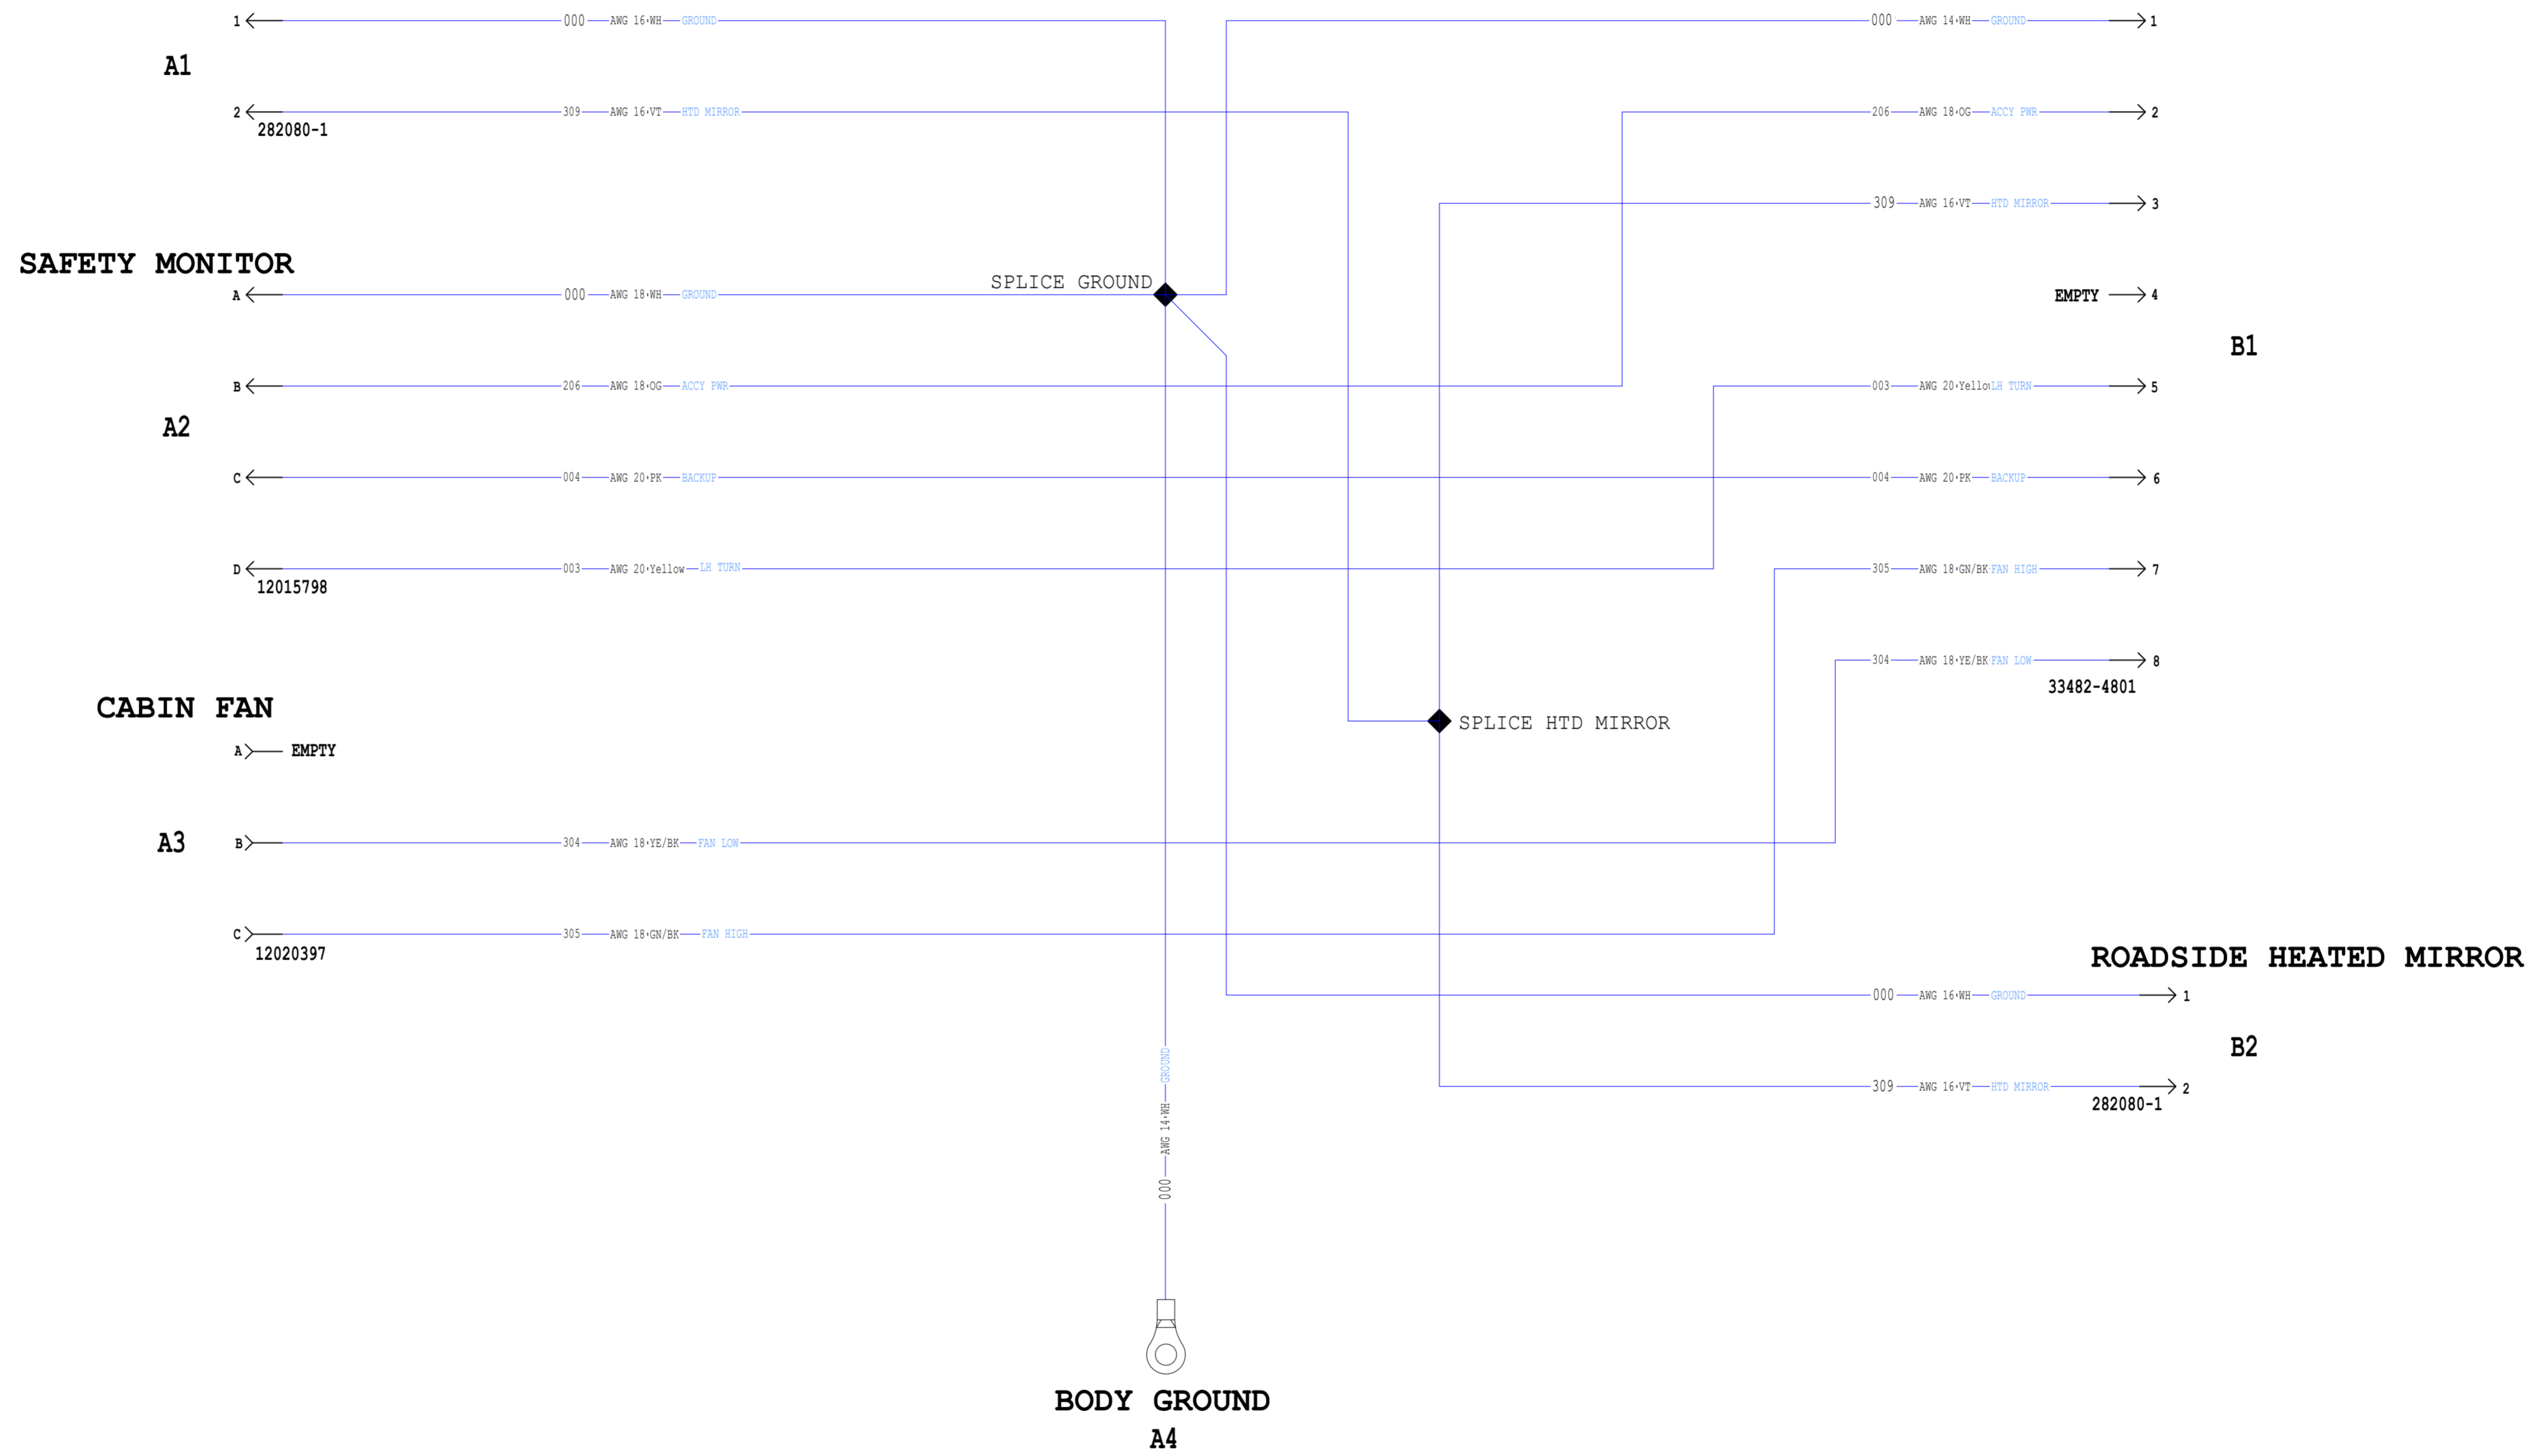 1 000 AWG 16 WH GROUND
000 AWG 14 WH GROUND 1
A1
2 309 AWG 16 VT HTD MIRROR
206 AWG 18 OG ACCY PWR 2
282080-1
309 AWG 16 VT HTD MIRROR 3
SAFETY MONITOR
SPLICE GROUND
A 000 AWG 18 WH GROUND
EMPTY 4
B1
B 206 AWG 18 OG ACCY PWR
003 AWG 20 Yello LH TURN 5
A2
C 004 AWG 20 PK BACKUP
004 AWG 20 PK BACKUP 6
D 003 AWG 20 Yellow LH TURN
305 AWG 18 GN/BK FAN HIGH 7
12015798
304 AWG 18 YE/BK FAN LOW 8
33482-4801
CABIN FAN
SPLICE HTD MIRROR
A EMPTY
A3
B 304 AWG 18 YE/BK FAN LOW
C 305 AWG 18 GN/BK FAN HIGH
12020397
ROADSIDE HEATED MIRROR
000 AWG 16 WH GROUND 1
B2
309 AWG 16 VT HTD MIRROR 2
282080-1
000 AWG 14 WH GROUND
BODY GROUND
A4